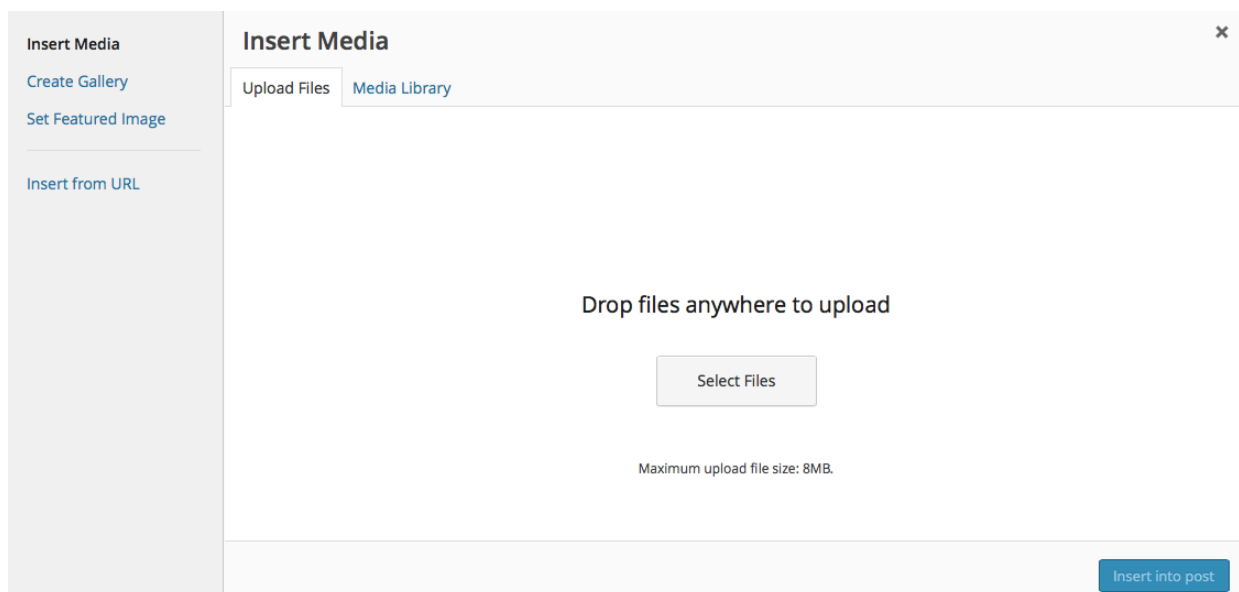 Insert Media
Create Gallery
Set Featured Image
Insert from URL
Insert Media
Upload Files Media Library
Drop files anywhere to upload
Select Files
Maximum upload file size: 8MB.
Insert into post